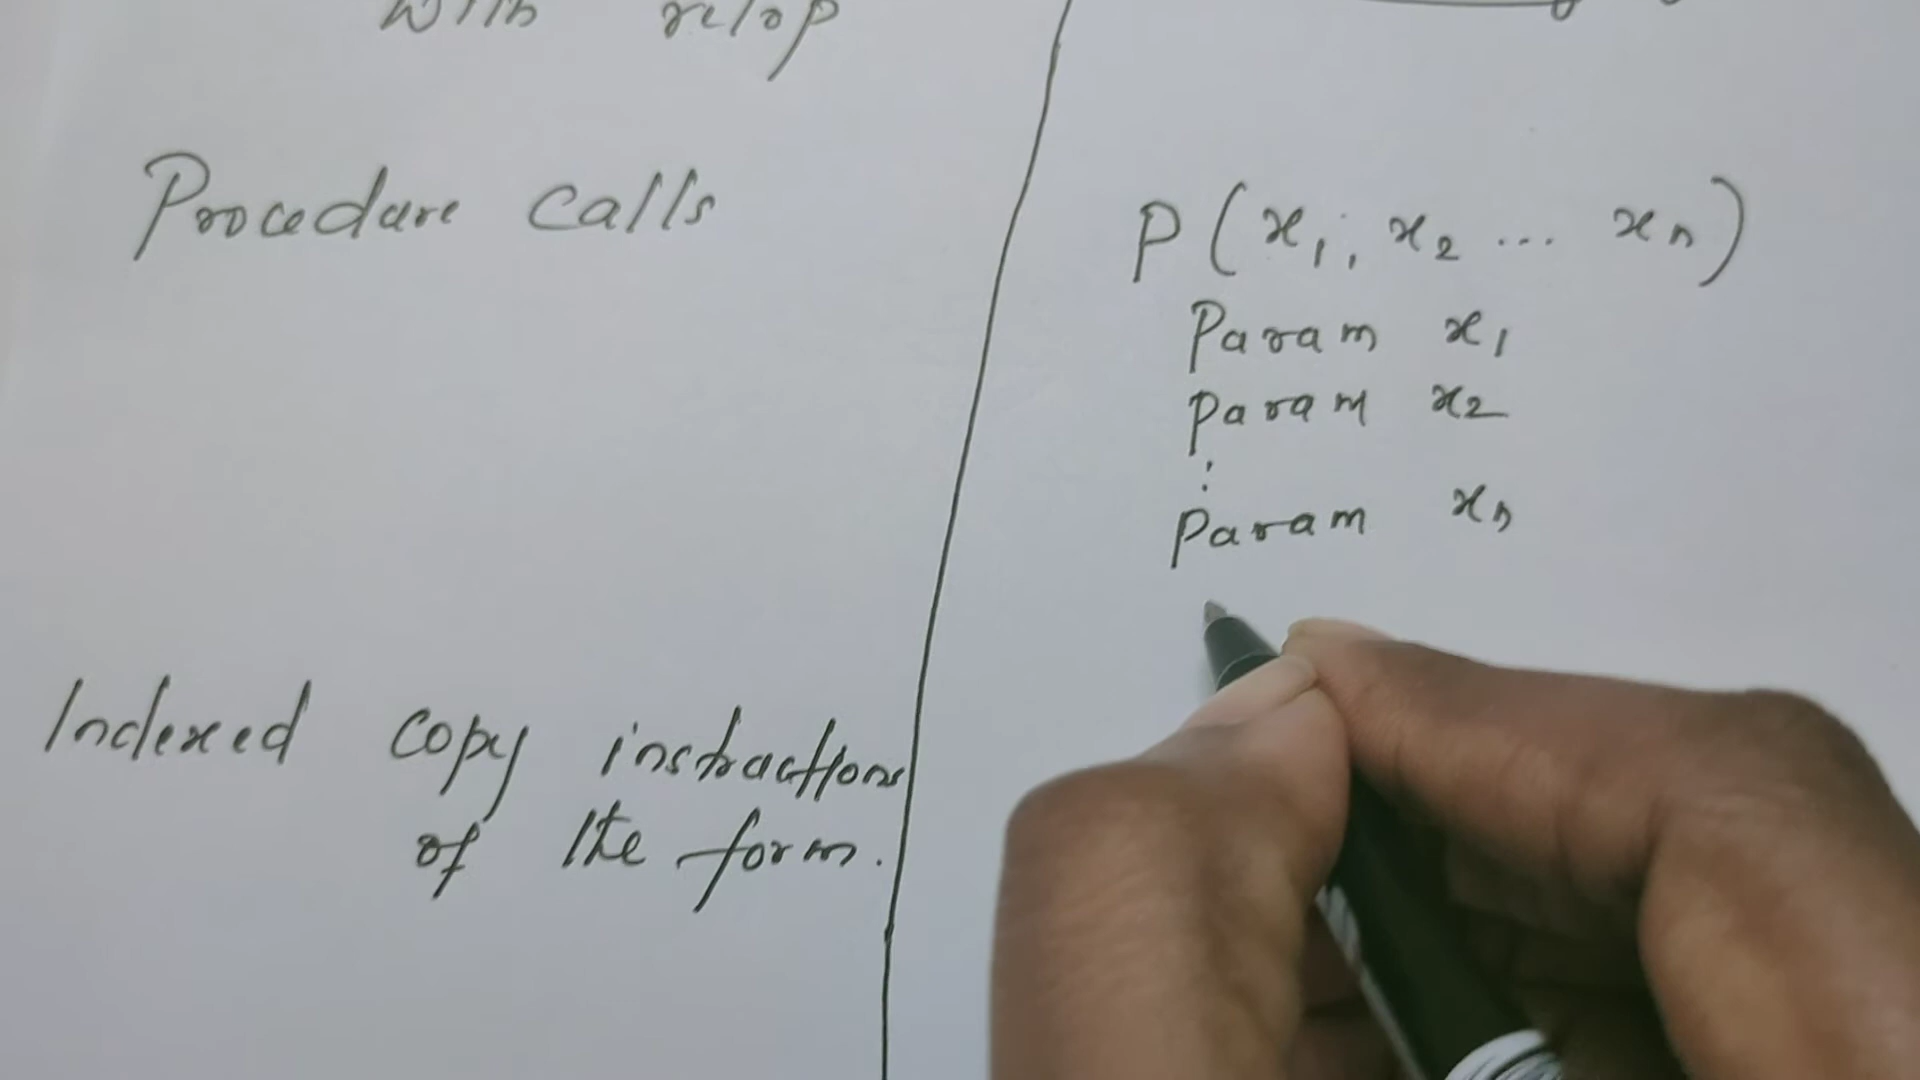 with relop
Procedure calls
P(x1, x2 ... xn)
Param x1
Param x2
:
Param xn
Indexed copy instructions
of the form.